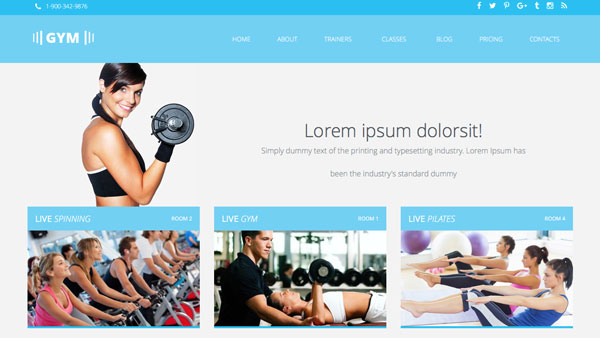 1-900-342-9876
GYM
HOME ABOUT TRAINERS CLASSES BLOG PRICING CONTACTS
Lorem ipsum dolorsit!
Simply dummy text of the printing and typesetting industry. Lorem Ipsum has
been the industry's standard dummy
LIVE SPINNING ROOM 2
LIVE GYM ROOM 1
LIVE PILATES ROOM 4